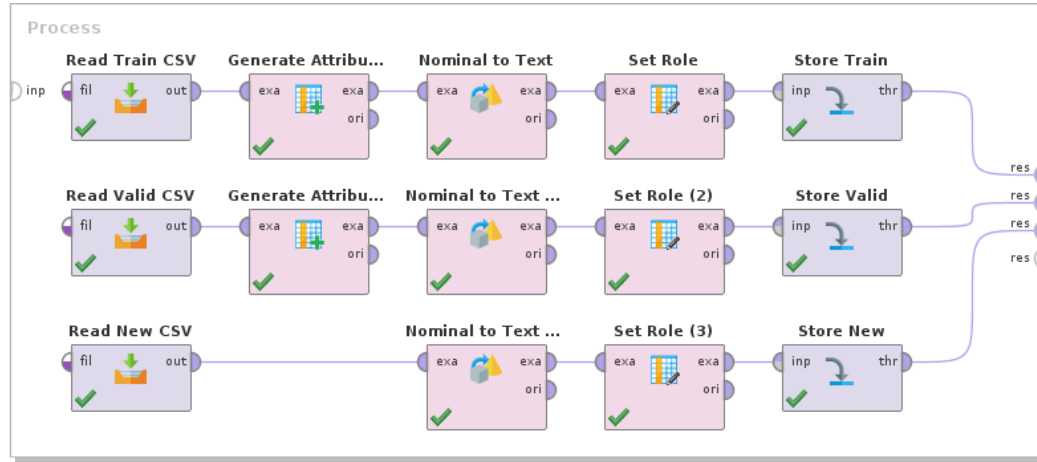 Process
Read Train CSV Generate Attribu... Nominal to Text Set Role Store Train
inp fil out exa exa exa exa exa exa inp thr
ori ori ori
res
Read Valid CSV Generate Attribu... Nominal to Text ... Set Role (2) Store Valid
res
fil out exa exa exa exa exa exa inp thr
res
ori ori ori
res
Read New CSV Nominal to Text ... Set Role (3) Store New
fil out exa exa exa exa inp thr
ori ori